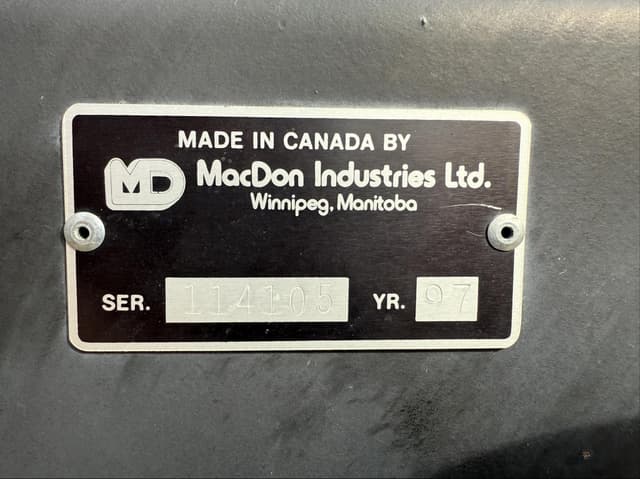 MADE IN CANADA BY
MD MacDon Industries Ltd.
Winnipeg, Manitoba
SER. 114105 YR. 97